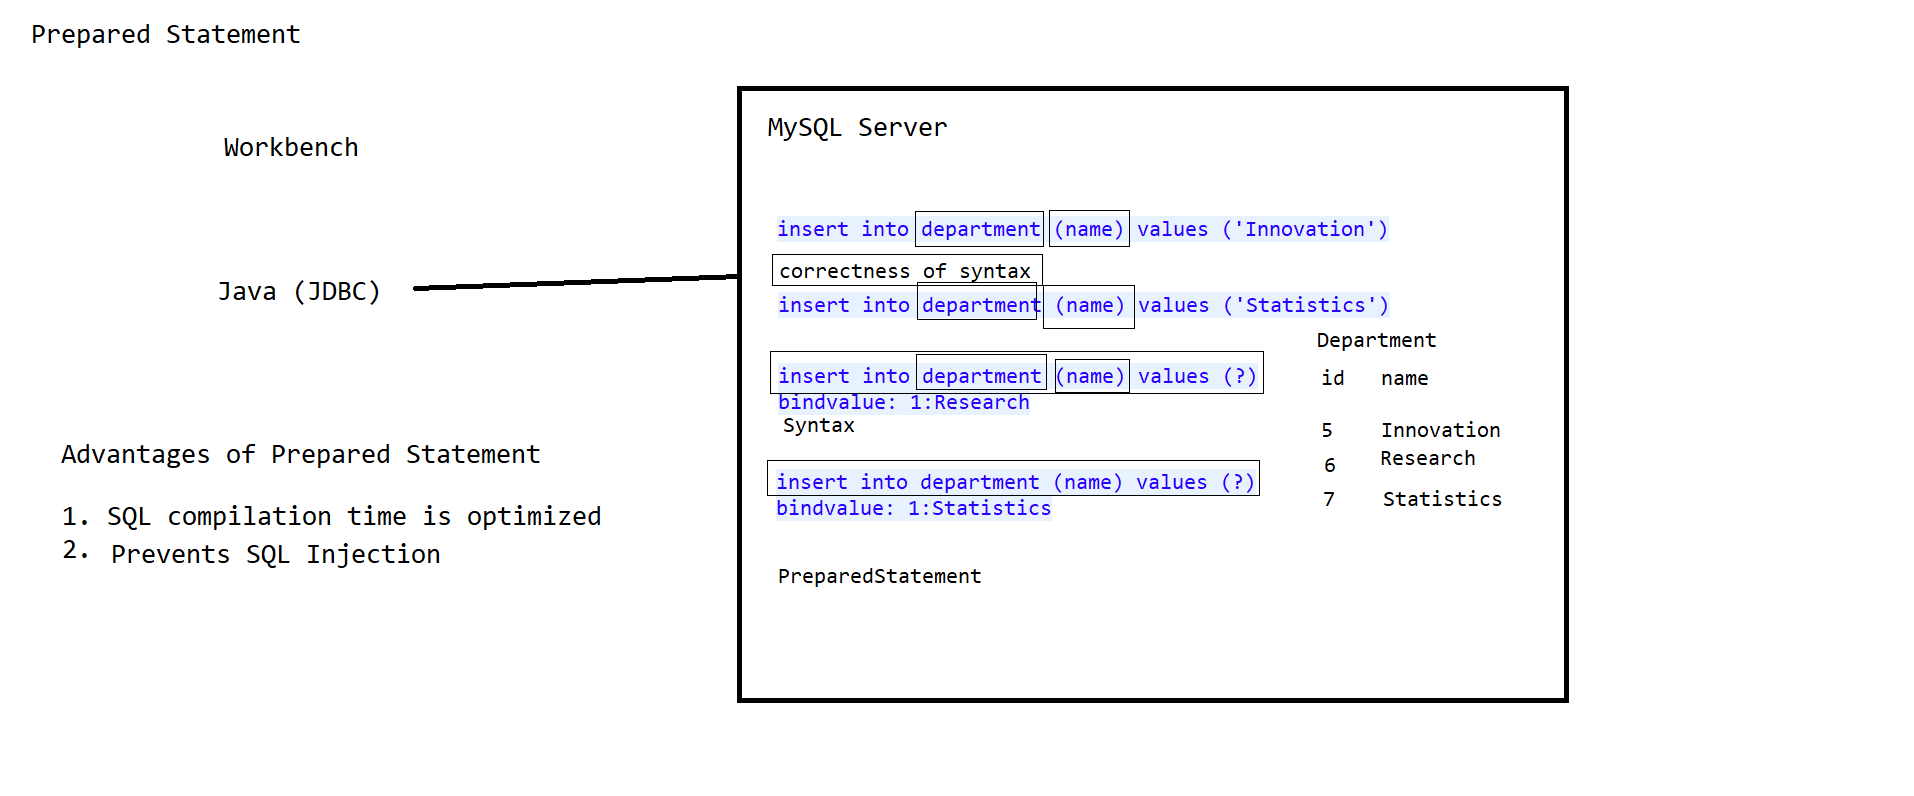 Prepared Statement
Workbench
Java (JDBC)
Advantages of Prepared Statement
1. SQL compilation time is optimized
2. Prevents SQL Injection
MySQL Server
insert into department (name) values ('Innovation')
correctness of syntax
insert into department (name) values ('Statistics')
insert into department (name) values (?)
bindvalue: 1:Research
Syntax
insert into department (name) values (?)
bindvalue: 1:Statistics
PreparedStatement
Department
id name
5 Innovation
6 Research
7 Statistics